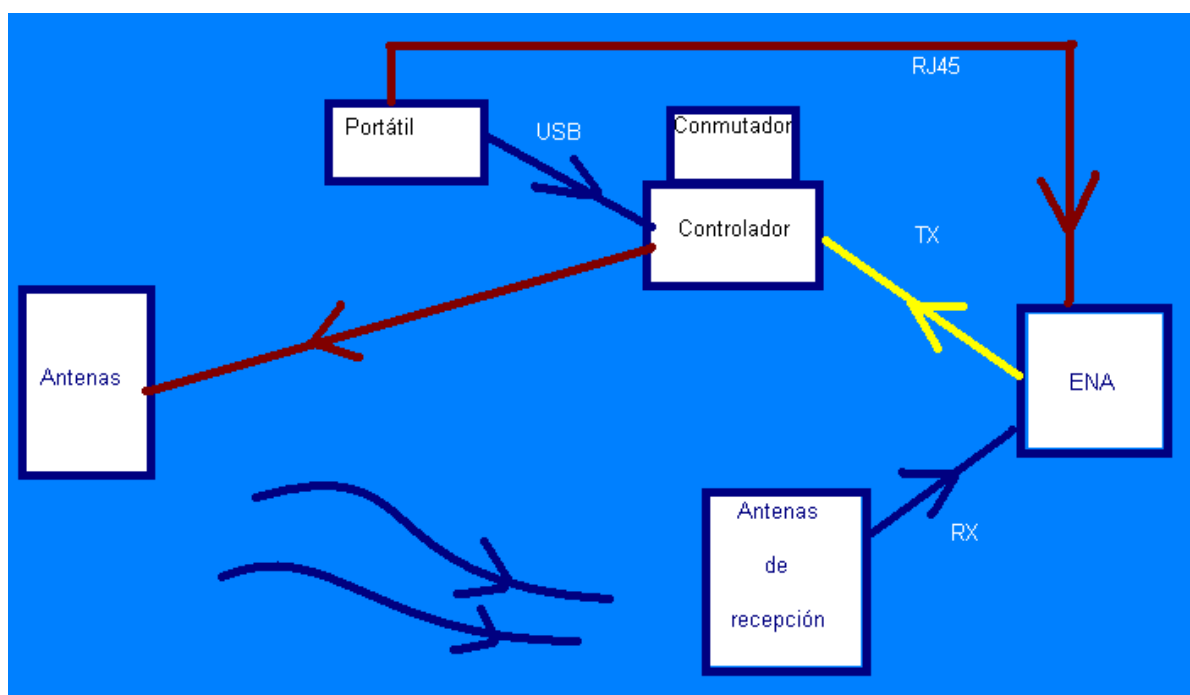 RJ45
Portátil
USB
Conmutador
Controlador
TX
Antenas
ENA
Antenas
de
recepción
RX